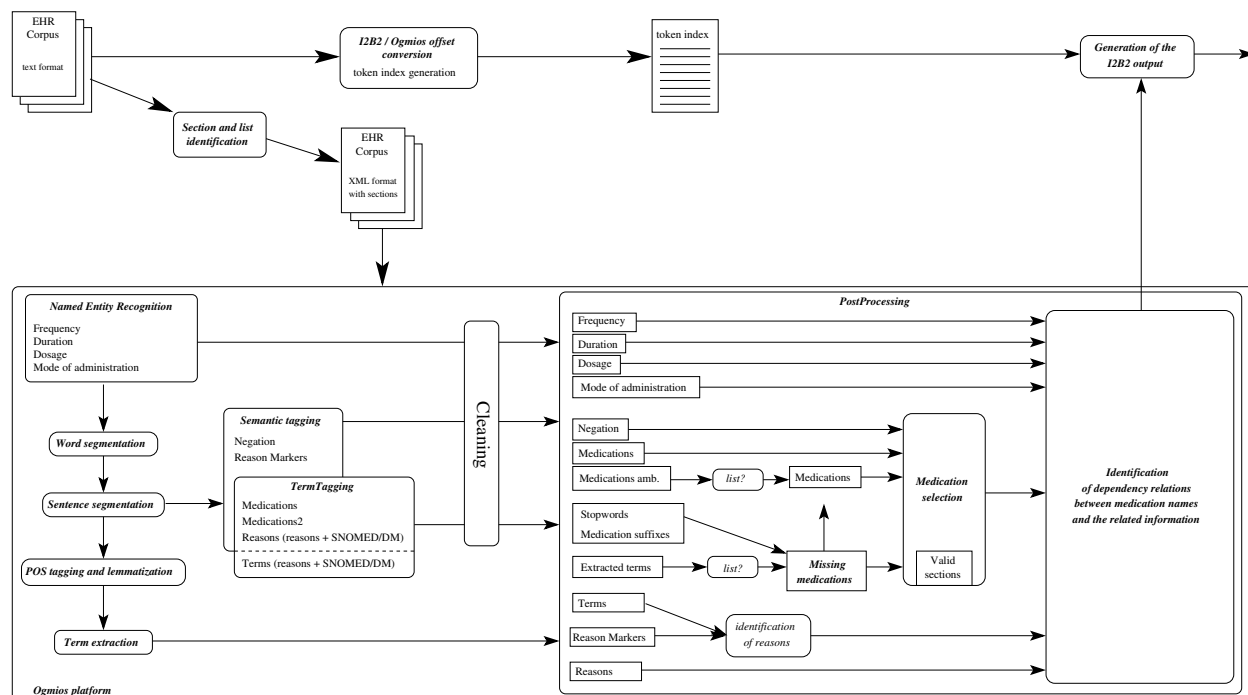 EHR
Corpus
text format
I2B2 / Ogmios offset
conversion
token index generation
token index
Generation of the
I2B2 output
Section and list
identification
EHR
Corpus
XML format
with sections
Named Entity Recognition
Frequency
Duration
Dosage
Mode of administration
Word segmentation
Sentence segmentation
POS tagging and lemmatization
Term extraction
Semantic tagging
Negation
Reason Markers
TermTagging
Medications
Medications2
Reasons (reasons + SNOMED/DM)
Terms (reasons + SNOMED/DM)
Cleaning
PostProcessing
Frequency
Duration
Dosage
Mode of administration
Negation
Medications
Medications amb.
list?
Medications
Stopwords
Medication suffixes
Extracted terms
list?
Missing
medications
Medication
selection
Valid
sections
Terms
Reason Markers
identification
of reasons
Reasons
Identification
of dependency relations
between medication names
and the related information
Ogmios platform